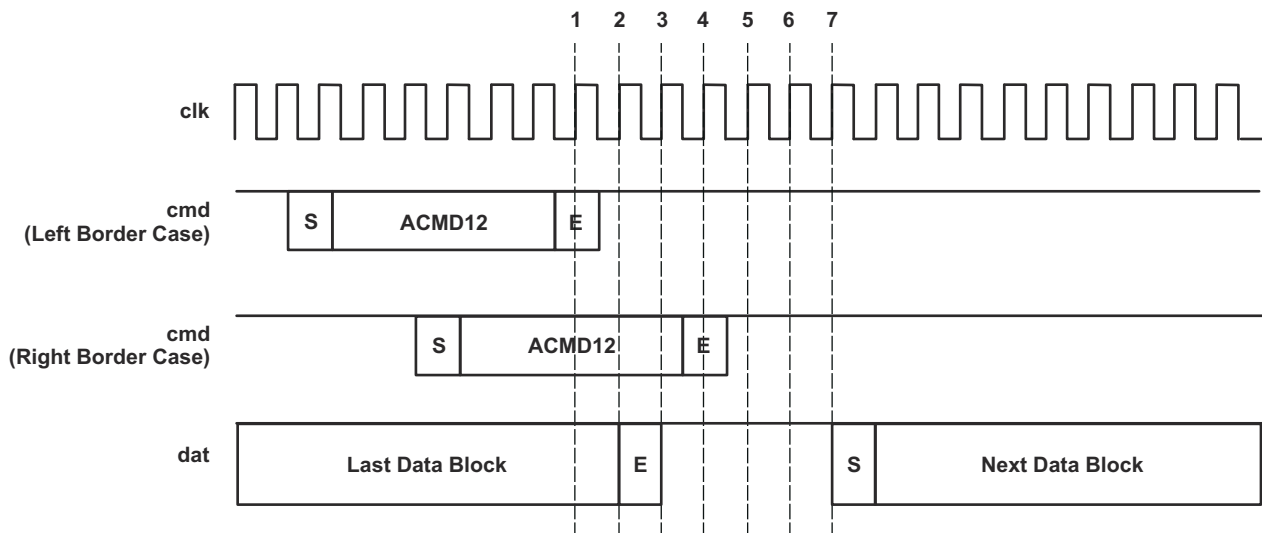 1 2 3 4 5 6 7
clk
cmd
(Left Border Case)
S ACMD12 E
cmd
(Right Border Case)
S ACMD12 E
dat
Last Data Block E S Next Data Block